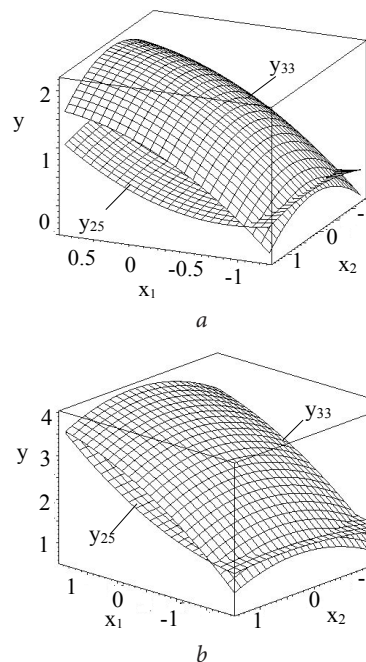 y₃₃
2
y
1
y₂₅
0
0.5 0 -0.5 -1 1 0 -
x₁ x₂
a
4
y₃₃
y 3
2
y₂₅
1
1 0 -1 1 0 -
x₁ x₂
b